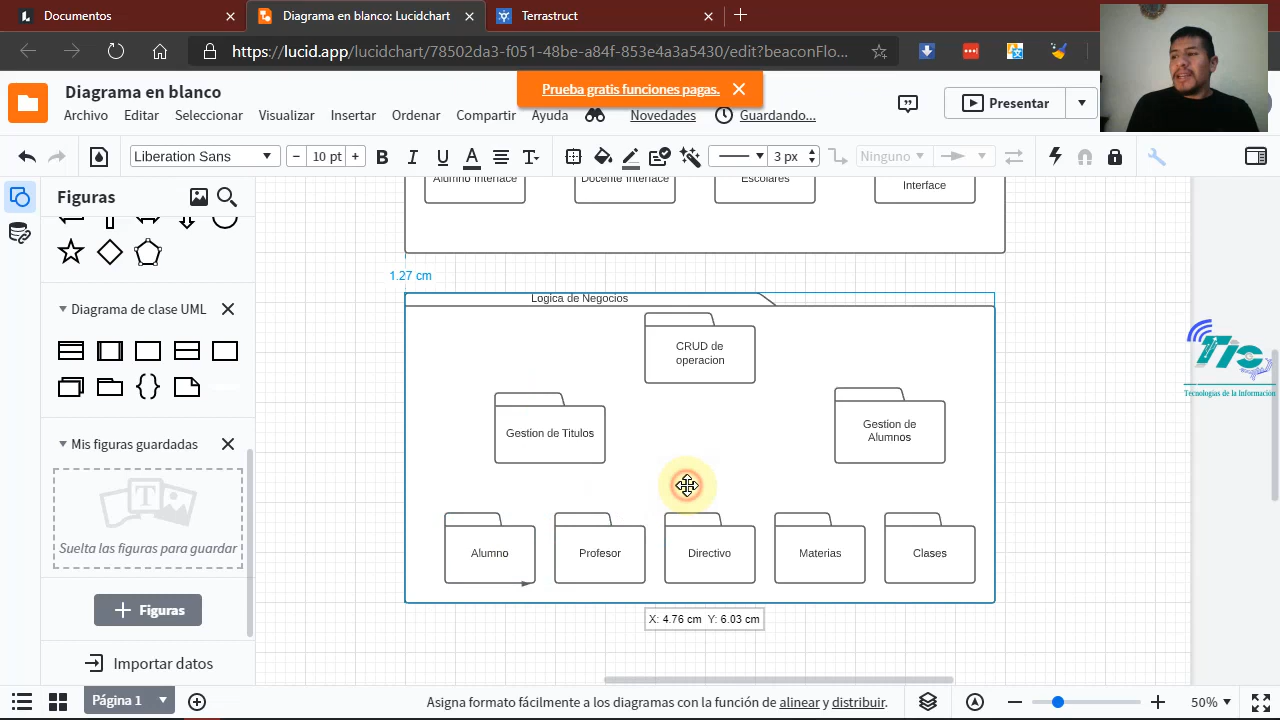 Documentos
Diagrama en blanco: Lucidchart
Terrastruct
https://lucid.app/lucidchart/78502da3-f051-48be-a84f-853e4a3a5430/edit?beaconFlo...
Diagrama en blanco
Prueba gratis funciones pagas.
Presentar
Archivo Editar Seleccionar Visualizar Insertar Ordenar Compartir Ayuda Novedades Guardando...
Liberation Sans
10 pt
3 px
Ninguno
Figuras
Alumno Interface
Docente Interface
Escolares
Interface
1.27 cm
Diagrama de clase UML
Logica de Negocios
CRUD de
operacion
Gestion de Titulos
Gestion de
Alumnos
Tic
Tecnologías de la Información
Mis figuras guardadas
T
Suelta las figuras para guardar
Alumno
Profesor
Directivo
Materias
Clases
X: 4.76 cm Y: 6.03 cm
Figuras
Importar datos
Página 1
Asigna formato fácilmente a los diagramas con la función de alinear y distribuir.
50%